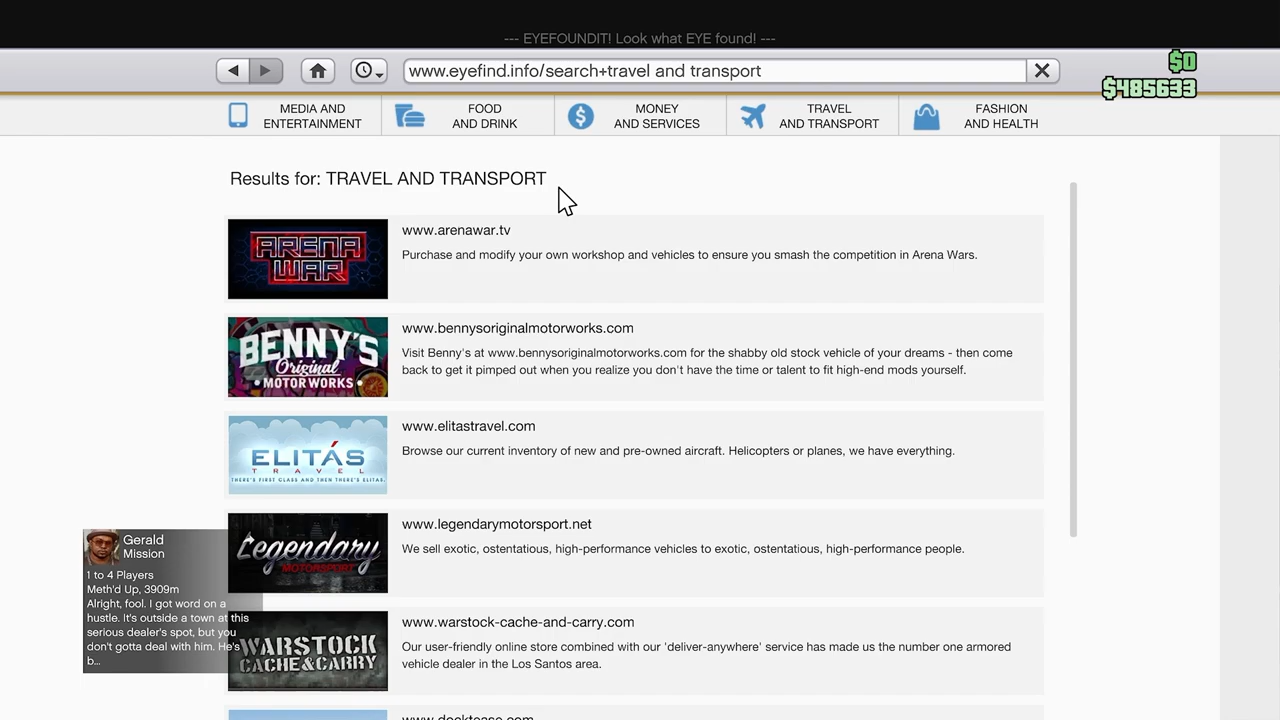 --- EYEFOUNDIT! Look what EYE found! ---
www.eyefind.info/search+travel and transport
$0
$485633
MEDIA AND
ENTERTAINMENT
FOOD
AND DRINK
MONEY
AND SERVICES
TRAVEL
AND TRANSPORT
FASHION
AND HEALTH
Results for: TRAVEL AND TRANSPORT
ARENA
WAR
www.arenawar.tv
Purchase and modify your own workshop and vehicles to ensure you smash the competition in Arena Wars.
BENNY'S
Original
MOTOR WORKS
www.bennysoriginalmotorworks.com
Visit Benny's at www.bennysoriginalmotorworks.com for the shabby old stock vehicle of your dreams - then come
back to get it pimped out when you realize you don't have the time or talent to fit high-end mods yourself.
ELITÁS
TRAVEL
THERE'S FIRST CLASS AND THEN THERE'S ELITAS.
www.elitastravel.com
Browse our current inventory of new and pre-owned aircraft. Helicopters or planes, we have everything.
Legendary
MOTORSPORT
www.legendarymotorsport.net
We sell exotic, ostentatious, high-performance vehicles to exotic, ostentatious, high-performance people.
Gerald
Mission
1 to 4 Players
Meth'd Up, 3909m
Alright, fool. I got word on a
hustle. It's outside a town at this
serious dealer's spot, but you
don't gotta deal with him. He's
b...
WARSTOCK
CACHE&CARRY
www.warstock-cache-and-carry.com
Our user-friendly online store combined with our 'deliver-anywhere' service has made us the number one armored
vehicle dealer in the Los Santos area.
www.docktease.com